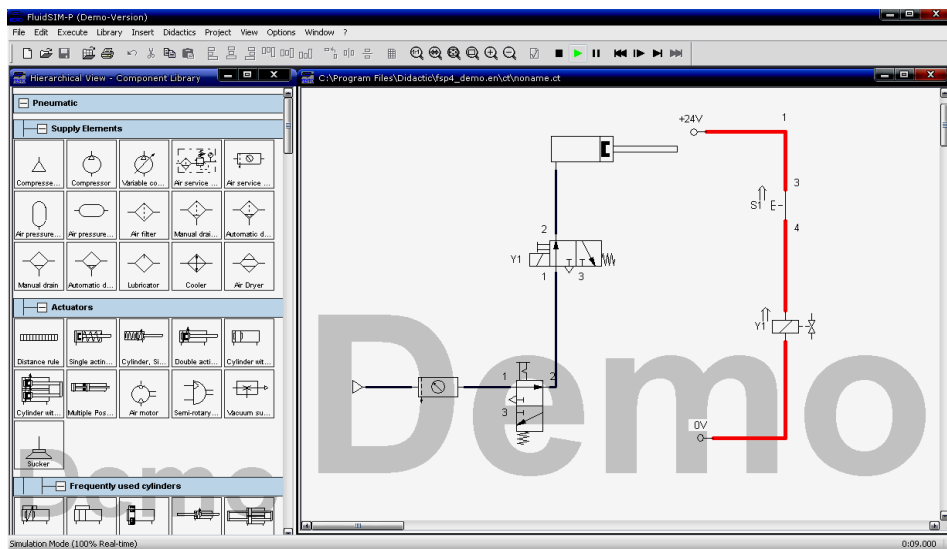 FluidSIM-P (Demo-Version)
File Edit Execute Library Insert Didactics Project View Options Window ?
Hierarchical View - Component Library
C:\Program Files\Didactic\fsp4_demo.en\ct\noname.ct
Pneumatic
Supply Elements
Compresse... Compressor Variable co... Air service ... Air service ...
Air pressure... Air pressure... Air filter Manual drai... Automatic d...
Manual drain Automatic d... Lubricator Cooler Air Dryer
Actuators
Distance rule Single actin... Cylinder, Si... Double acti... Cylinder wit...
Cylinder wit... Multiple Pos... Air motor Semi-rotary... Vacuum su...
Sucker
Frequently used cylinders
+24V 1
3
S1
4
2
Y1
1 3
Y1
1 2
3
0V
Demo
Demo
Simulation Mode (100% Real-time) 0:09.000